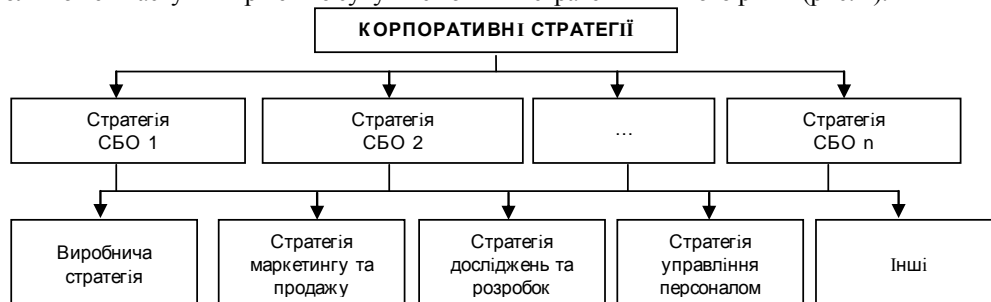 КОРПОРАТИВНІ СТРАТЕГІЇ
Стратегія
СБО 1
Стратегія
СБО 2
...
Стратегія
СБО n
Виробнича
стратегія
Стратегія
маркетингу та
продажу
Стратегія
досліджень та
розробок
Стратегія
управління
персоналом
Інші